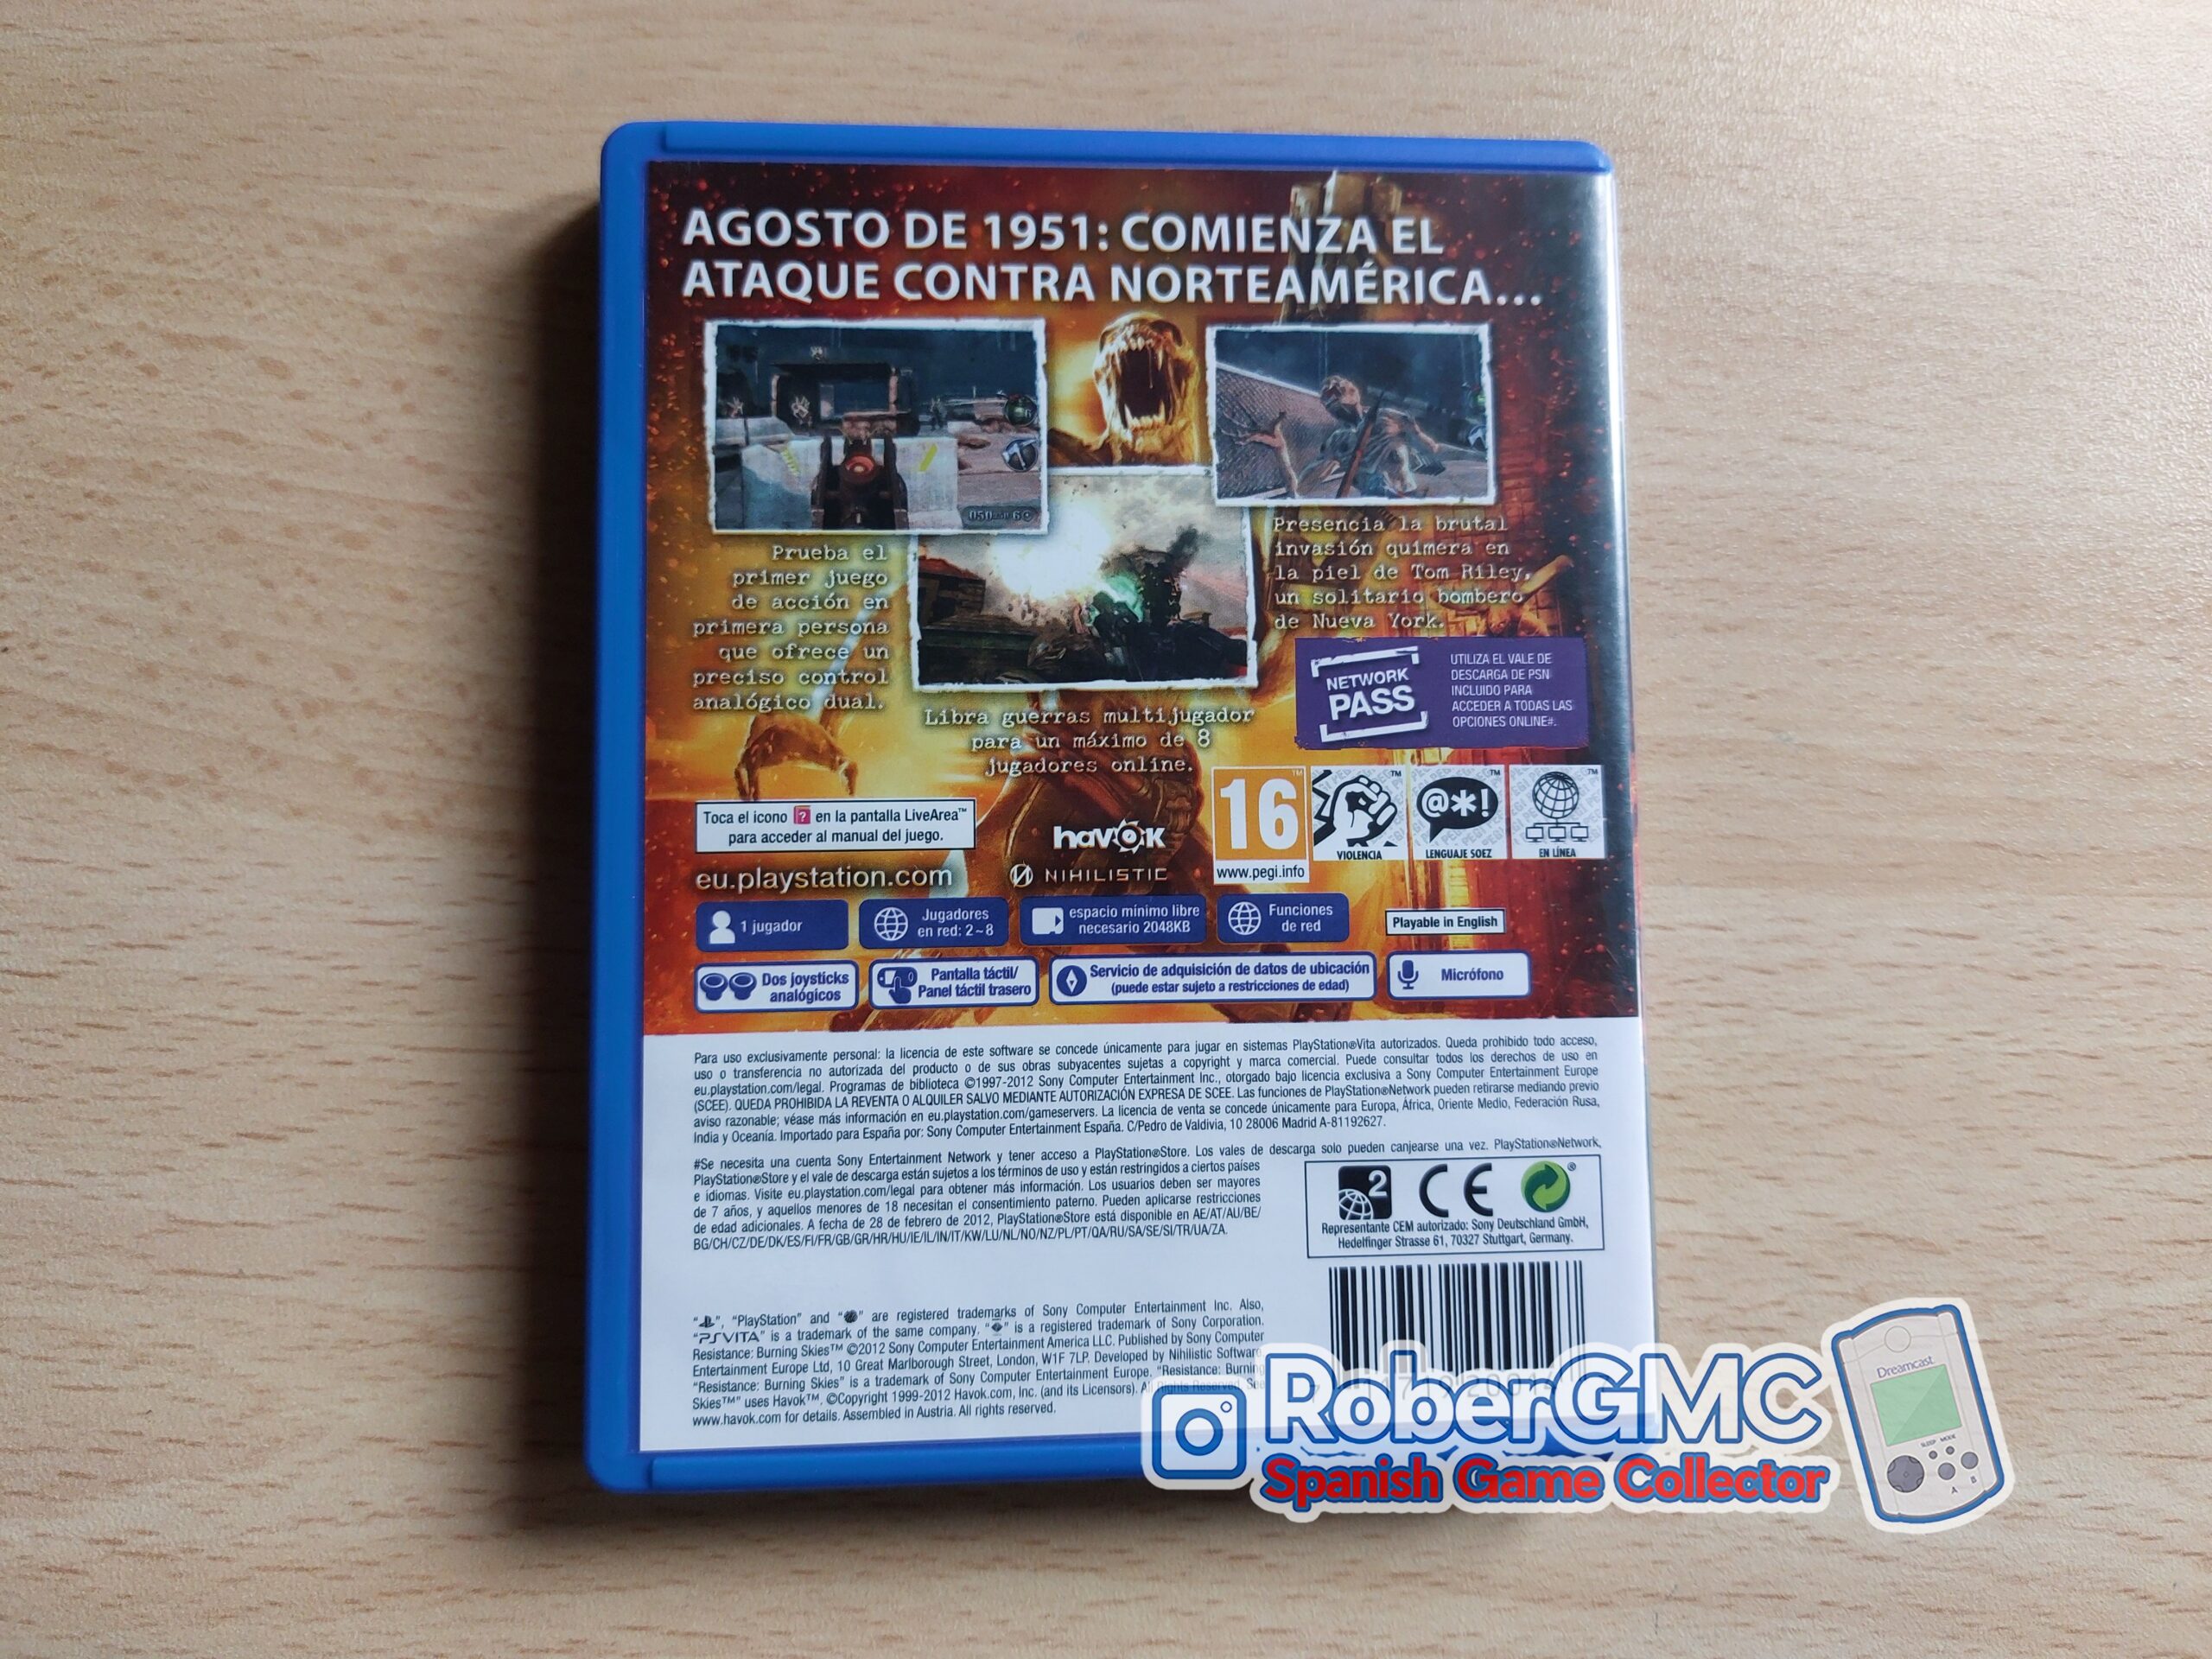 AGOSTO DE 1951: COMIENZA EL
ATAQUE CONTRA NORTEAMÉRICA...
Prueba el
primer juego
de acción en
primera persona
que ofrece un
preciso control
analógico dual.
Libra guerras multijugador
para un máximo de 8
jugadores online.
Presencia la brutal
invasión quimera en
la piel de Tom Riley,
un solitario bombero
de Nueva York.
NETWORK
PASS
UTILIZA EL VALE DE
DESCARGA DE PSN
INCLUIDO PARA
ACCEDER A TODAS LAS
OPCIONES ONLINE#.
Toca el icono ? en la pantalla LiveArea™
para acceder al manual del juego.
eu.playstation.com
havok
NIHILISTIC
16
www.pegi.info
VIOLENCIA
@*!
LENGUAJE SOEZ
EN LÍNEA
1 jugador
Jugadores
en red: 2~8
espacio mínimo libre
necesario 2048KB
Funciones
de red
Playable in English
Dos joysticks
analógicos
Pantalla táctil/
Panel táctil trasero
Servicio de adquisición de datos de ubicación
(puede estar sujeto a restricciones de edad)
Micrófono
Para uso exclusivamente personal: la licencia de este software se concede únicamente para jugar en sistemas PlayStation®Vita autorizados. Queda prohibido todo acceso,
uso o transferencia no autorizada del producto o de sus obras subyacentes sujetas a copyright y marca comercial. Puede consultar todos los derechos de uso en
eu.playstation.com/legal. Programas de biblioteca ©1997-2012 Sony Computer Entertainment Inc., otorgado bajo licencia exclusiva a Sony Computer Entertainment Europe
(SCEE). QUEDA PROHIBIDA LA REVENTA O ALQUILER SALVO MEDIANTE AUTORIZACIÓN EXPRESA DE SCEE. Las funciones de PlayStation®Network pueden retirarse mediando previo
aviso razonable; véase más información en eu.playstation.com/gameservers. La licencia de venta se concede únicamente para Europa, África, Oriente Medio, Federación Rusa,
India y Oceanía. Importado para España por: Sony Computer Entertainment España. C/Pedro de Valdivia, 10 28006 Madrid A-81192627.
#Se necesita una cuenta Sony Entertainment Network y tener acceso a PlayStation®Store. Los vales de descarga solo pueden canjearse una vez. PlayStation®Network,
PlayStation®Store y el vale de descarga están sujetos a los términos de uso y están restringidos a ciertos países
e idiomas. Visite eu.playstation.com/legal para obtener más información. Los usuarios deben ser mayores
de 7 años, y aquellos menores de 18 necesitan el consentimiento paterno. Pueden aplicarse restricciones
de edad adicionales. A fecha de 28 de febrero de 2012, PlayStation®Store está disponible en AE/AT/AU/BE/
BG/CH/CZ/DE/DK/ES/FI/FR/GB/GR/HR/HU/IE/IL/IN/IT/KW/LU/NL/NO/NZ/PL/PT/QA/RU/SA/SE/SI/TR/UA/ZA.
2 CE ®
Representante CEM autorizado: Sony Deutschland GmbH,
Hedelfinger Strasse 61, 70327 Stuttgart, Germany.
“ ”, “PlayStation” and “ ” are registered trademarks of Sony Computer Entertainment Inc. Also,
“PSVITA” is a trademark of the same company. “ ” is a registered trademark of Sony Corporation.
Resistance: Burning Skies™ ©2012 Sony Computer Entertainment America LLC. Published by Sony Computer
Entertainment Europe Ltd, 10 Great Marlborough Street, London, W1F 7LP. Developed by Nihilistic Software.
“Resistance: Burning Skies” is a trademark of Sony Computer Entertainment Europe. “Resistance: Burning
Skies™” uses Havok™. ©Copyright 1999-2012 Havok.com, Inc. (and its Licensors). All Rights Reserved. See
www.havok.com for details. Assembled in Austria. All rights reserved.
RoberGMC
Spanish Game Collector
Dreamcast
SLEEP MODE
A
B